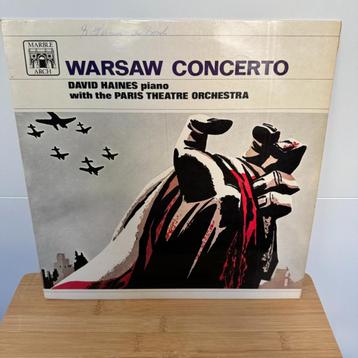 MARBLE
ARCH
WARSAW CONCERTO
DAVID HAINES piano
with the PARIS THEATRE ORCHESTRA